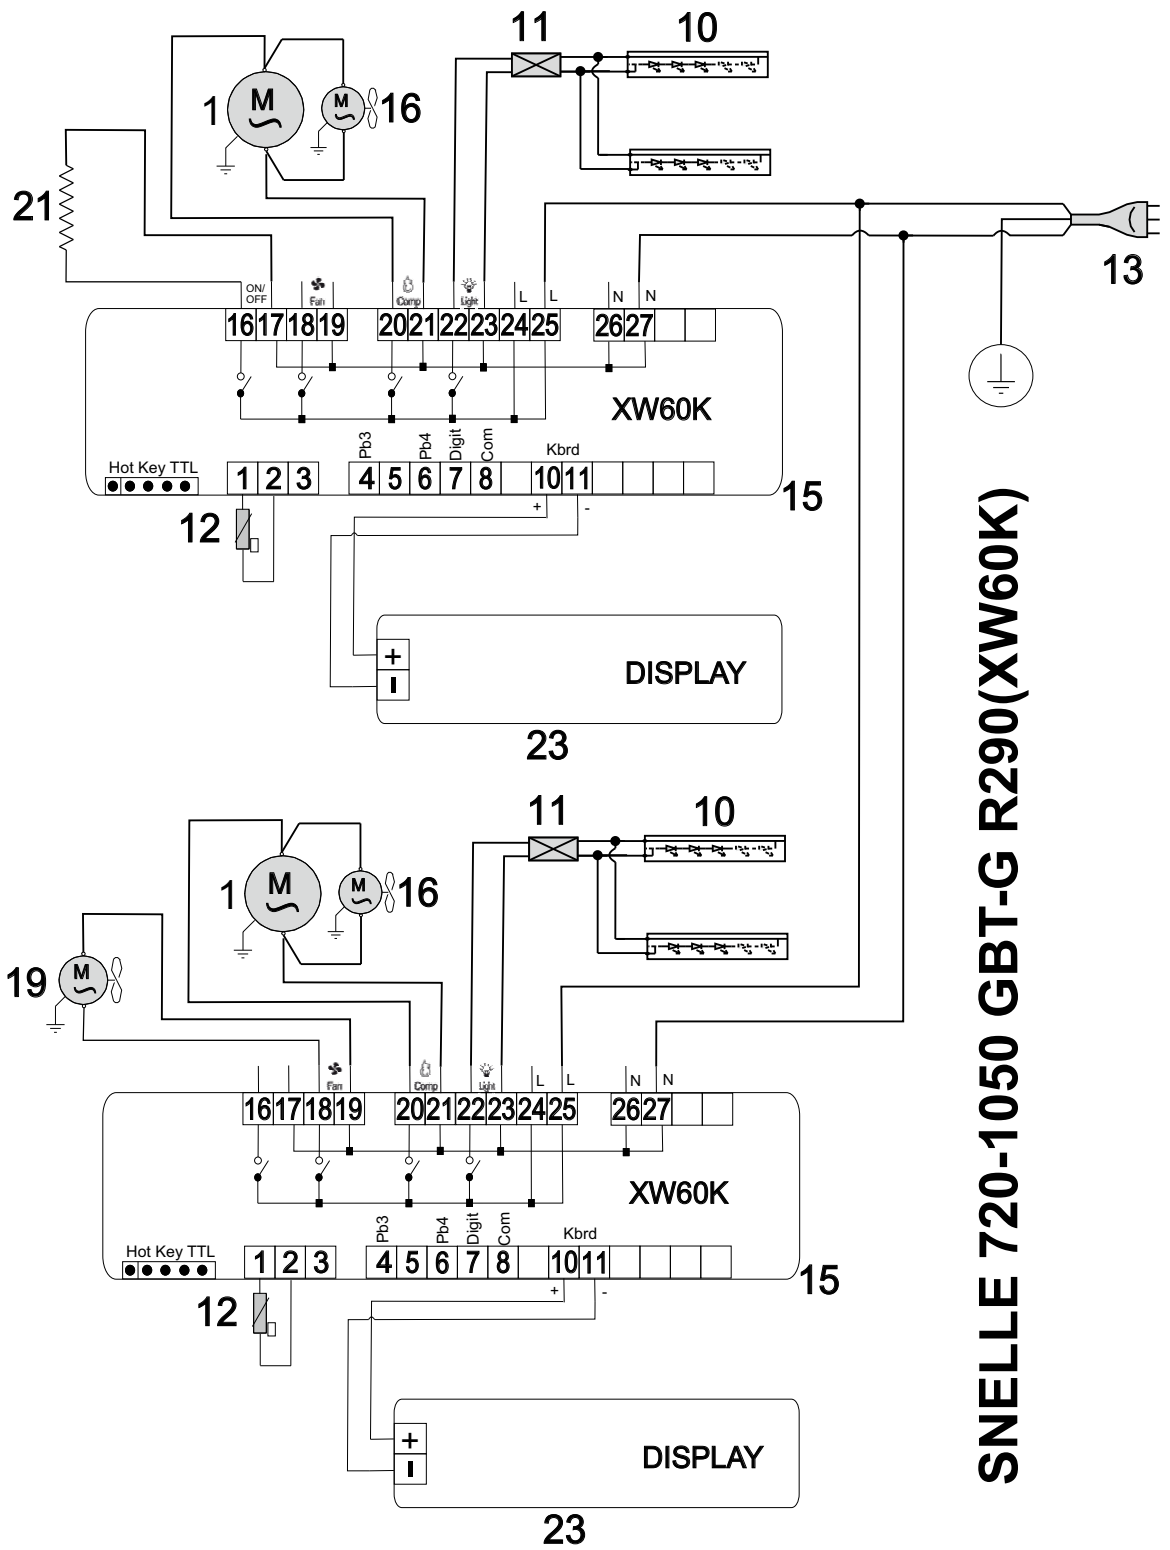 11
10
1
M
16
M
21
13
ON/
OFF
Fan
Comp
Light
L
L
N
N
16 17 18 19 20 21 22 23 24 25 26 27
XW60K
Pb3
Pb4
Digit
Com
Kbrd
Hot Key TTL
1 2 3 4 5 6 7 8 10 11
15
+
-
12
+
DISPLAY
-
23
SNELLE 720-1050 GBT-G R290(XW60K)
11
10
1
M
16
M
19
M
Fan
Comp
Light
L
L
N
N
16 17 18 19 20 21 22 23 24 25 26 27
XW60K
Pb3
Pb4
Digit
Com
Kbrd
Hot Key TTL
1 2 3 4 5 6 7 8 10 11
15
+
-
12
+
DISPLAY
-
23